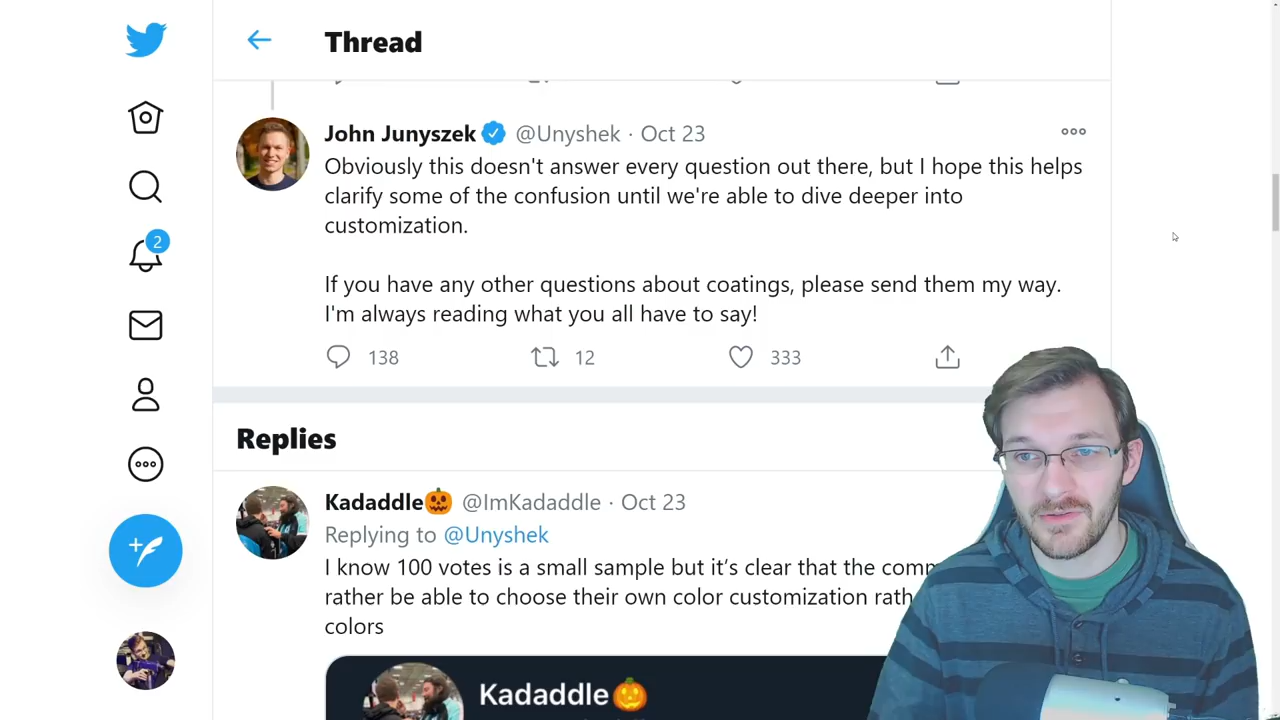 Thread
John Junyszek @Unyshek · Oct 23
Obviously this doesn't answer every question out there, but I hope this helps
clarify some of the confusion until we're able to dive deeper into
customization.
If you have any other questions about coatings, please send them my way.
I'm always reading what you all have to say!
138 12 333
2
Replies
Kadaddle🎃 @ImKadaddle · Oct 23
Replying to @Unyshek
I know 100 votes is a small sample but it's clear that the
rather be able to choose their own color customization
colors
Kadaddle🎃